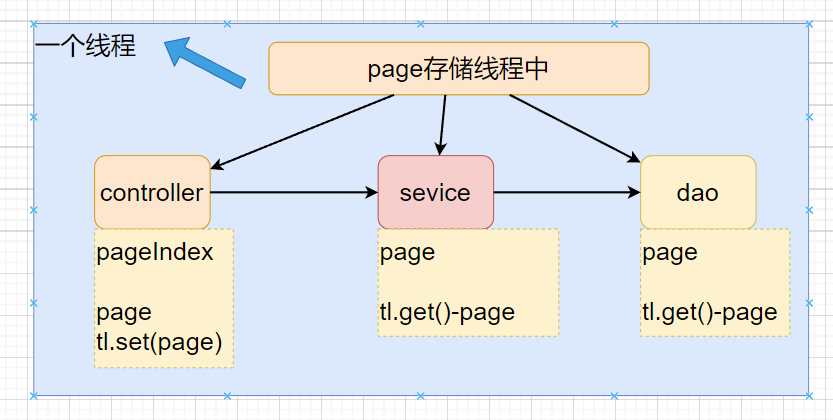 一个线程
page存储线程中
controller
sevice
dao
pageIndex
page
tl.set(page)
page
tl.get()-page
page
tl.get()-page